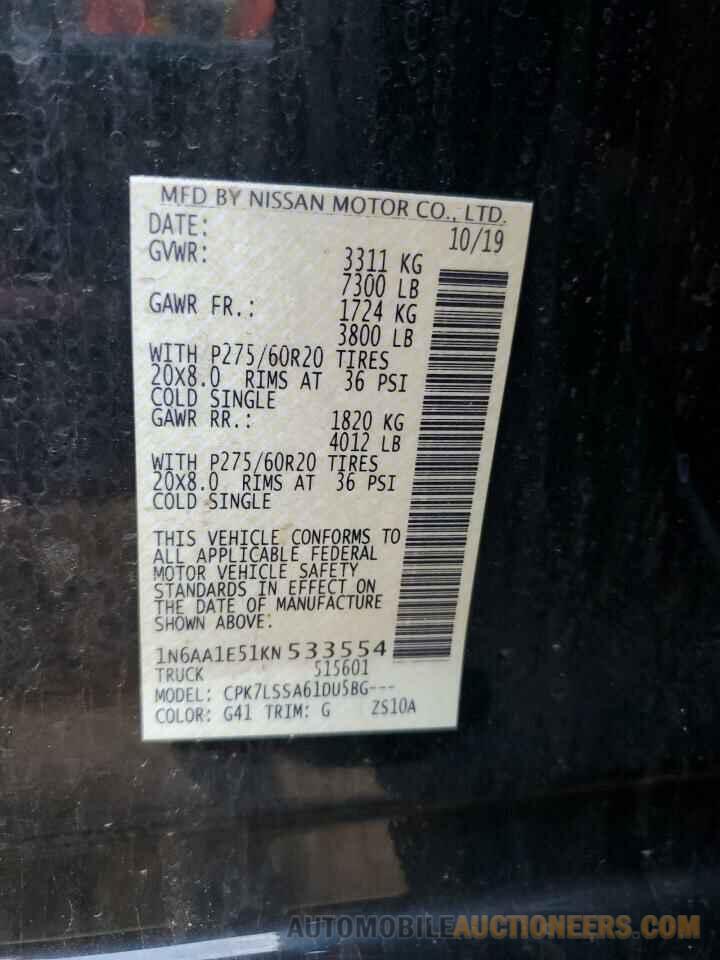 MFD BY NISSAN MOTOR CO., LTD.
DATE: 10/19
GVWR: 3311 KG
7300 LB
GAWR FR.: 1724 KG
3800 LB
WITH P275/60R20 TIRES
20X8.0 RIMS AT 36 PSI
COLD SINGLE
GAWR RR.: 1820 KG
4012 LB
WITH P275/60R20 TIRES
20X8.0 RIMS AT 36 PSI
COLD SINGLE
THIS VEHICLE CONFORMS TO
ALL APPLICABLE FEDERAL
MOTOR VEHICLE SAFETY
STANDARDS IN EFFECT ON
THE DATE OF MANUFACTURE
SHOWN ABOVE.
1N6AA1E51KN533554
TRUCK 515601
MODEL: CPK7LSSA61DU5BG---
COLOR: G41 TRIM: G ZS10A
AUTOMOBILEAUCTIONEERS.COM